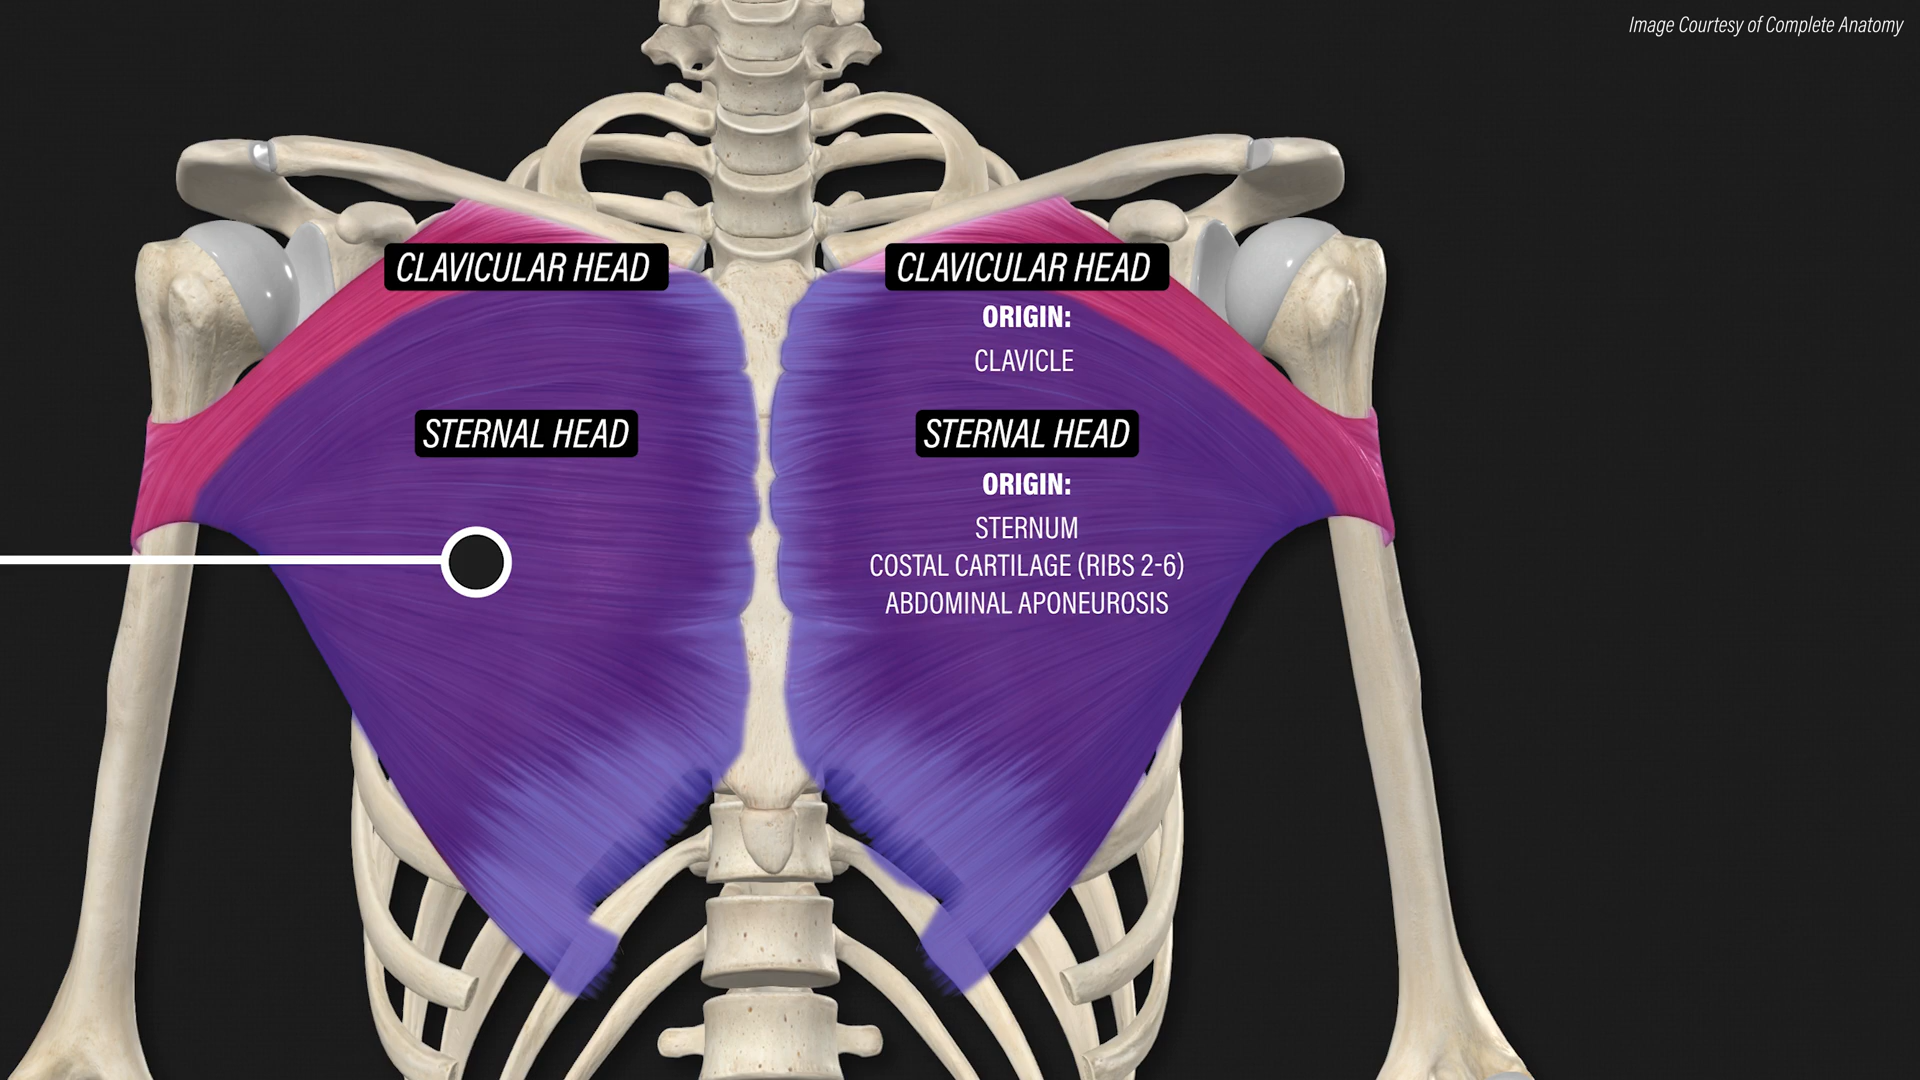 Image Courtesy of Complete Anatomy
CLAVICULAR HEAD
STERNAL HEAD
CLAVICULAR HEAD
ORIGIN:
CLAVICLE
STERNAL HEAD
ORIGIN:
STERNUM
COSTAL CARTILAGE (RIBS 2-6)
ABDOMINAL APONEUROSIS